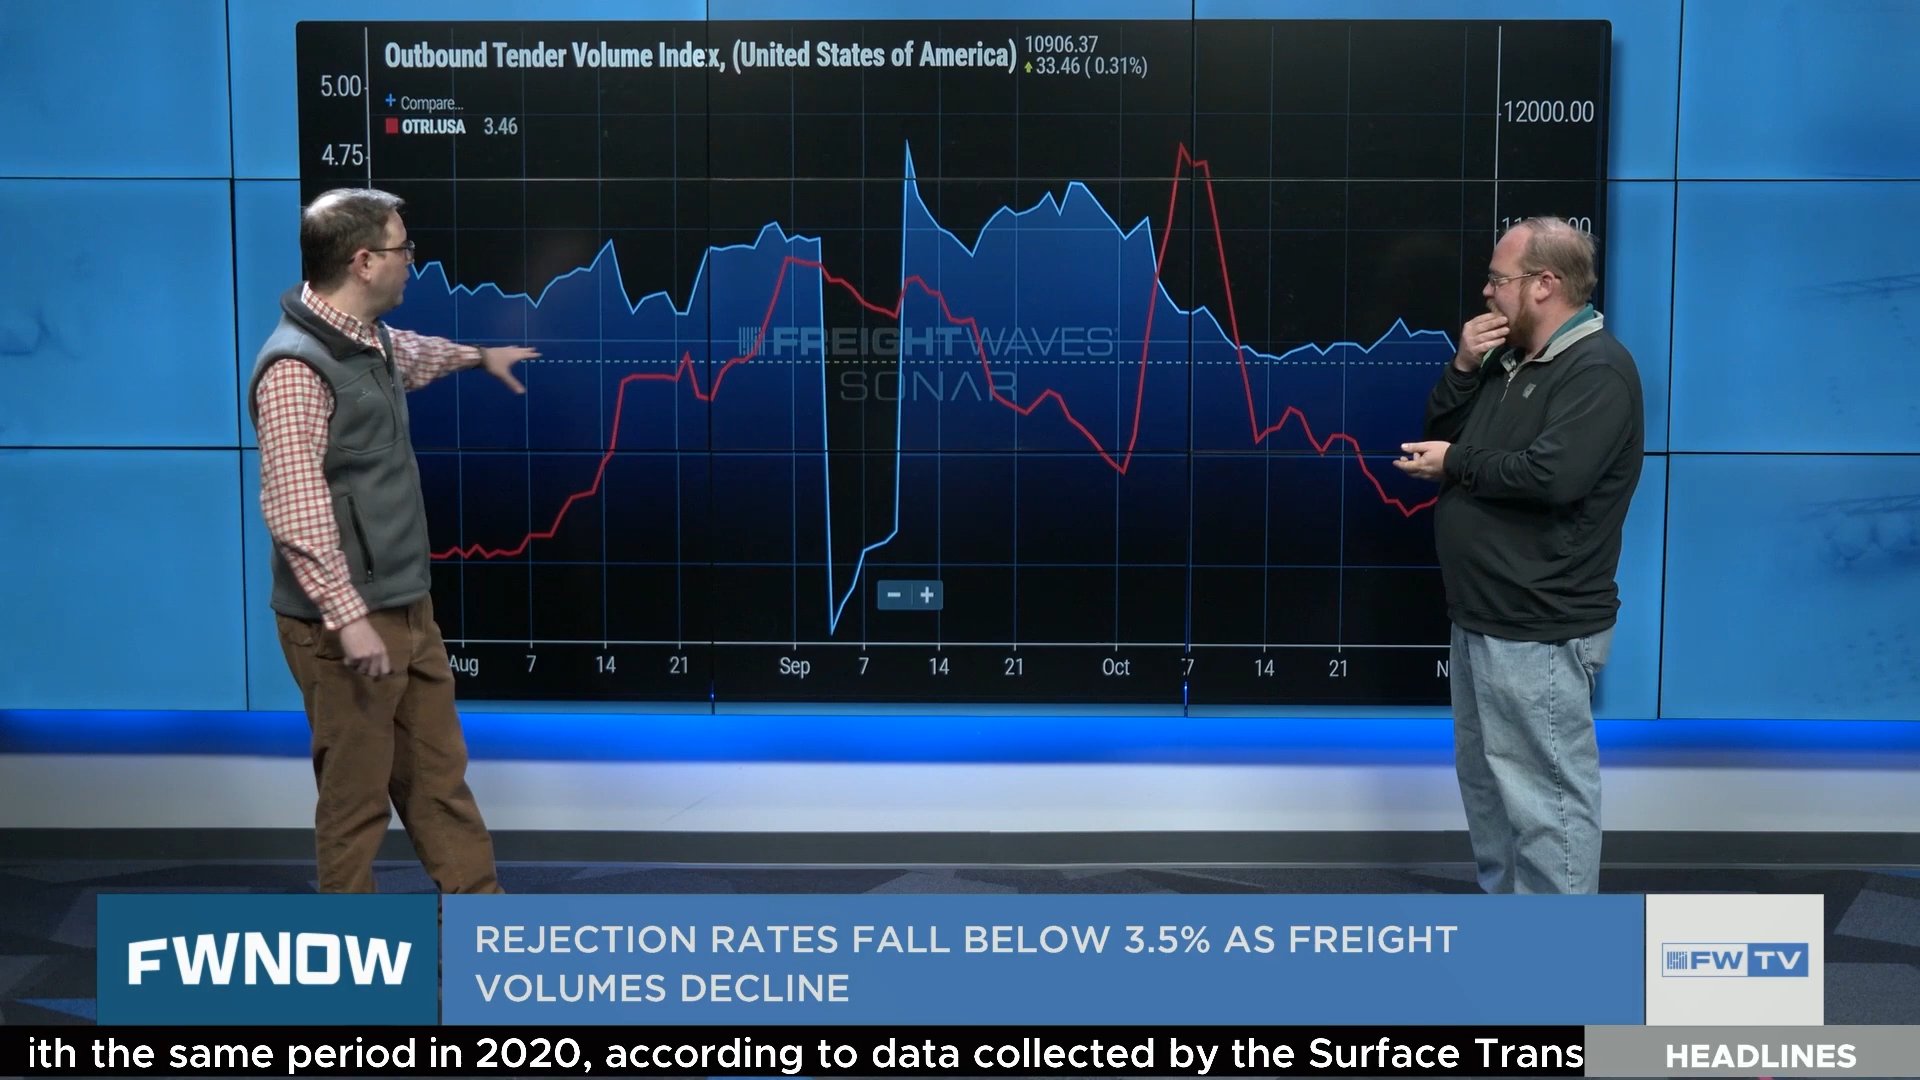 Outbound Tender Volume Index, (United States of America)
10906.37
33.46 ( 0.31%)
5.00
+ Compare...
OTRI.USA 3.46
12000.00
4.75
00
FREIGHTWAVES
SONAR
− +
Aug 7 14 21 Sep 7 14 21 Oct 7 14 21 N
FWNOW
REJECTION RATES FALL BELOW 3.5% AS FREIGHT
VOLUMES DECLINE
FWTV
ith the same period in 2020, according to data collected by the Surface Trans
HEADLINES